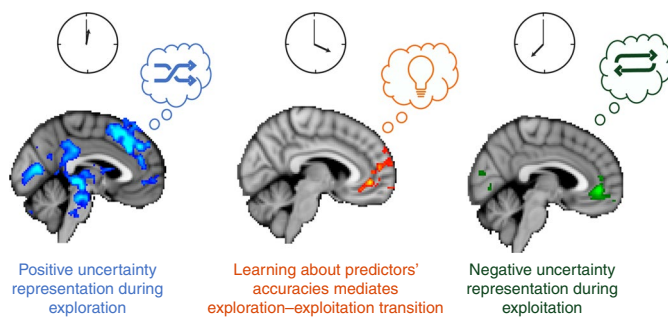 Positive uncertainty
representation during
exploration
Learning about predictors'
accuracies mediates
exploration–exploitation transition
Negative uncertainty
representation during
exploitation